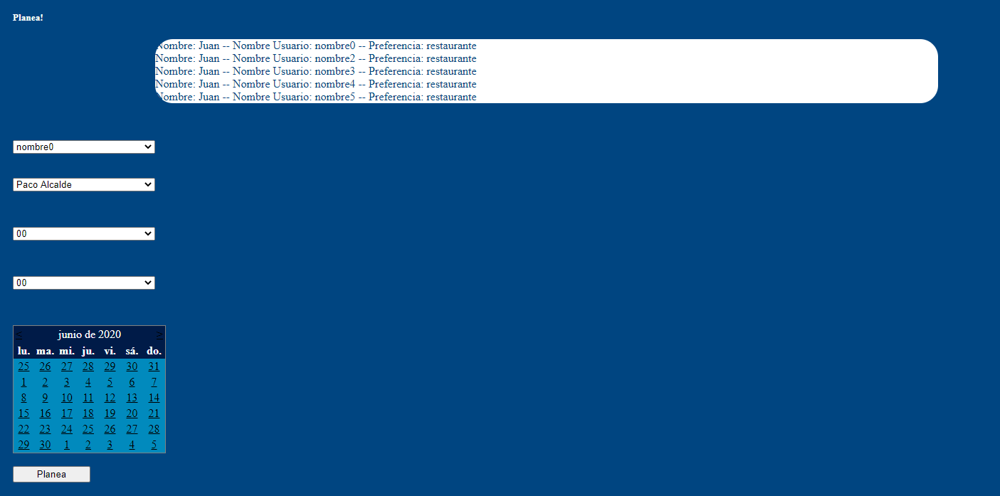 Planea!
Nombre: Juan -- Nombre Usuario: nombre0 -- Preferencia: restaurante
Nombre: Juan -- Nombre Usuario: nombre2 -- Preferencia: restaurante
Nombre: Juan -- Nombre Usuario: nombre3 -- Preferencia: restaurante
Nombre: Juan -- Nombre Usuario: nombre4 -- Preferencia: restaurante
Nombre: Juan -- Nombre Usuario: nombre5 -- Preferencia: restaurante
nombre0
Paco Alcalde
00
00
< junio de 2020 >
lu. ma. mi. ju. vi. sá. do.
25 26 27 28 29 30 31
1 2 3 4 5 6 7
8 9 10 11 12 13 14
15 16 17 18 19 20 21
22 23 24 25 26 27 28
29 30 1 2 3 4 5
Planea